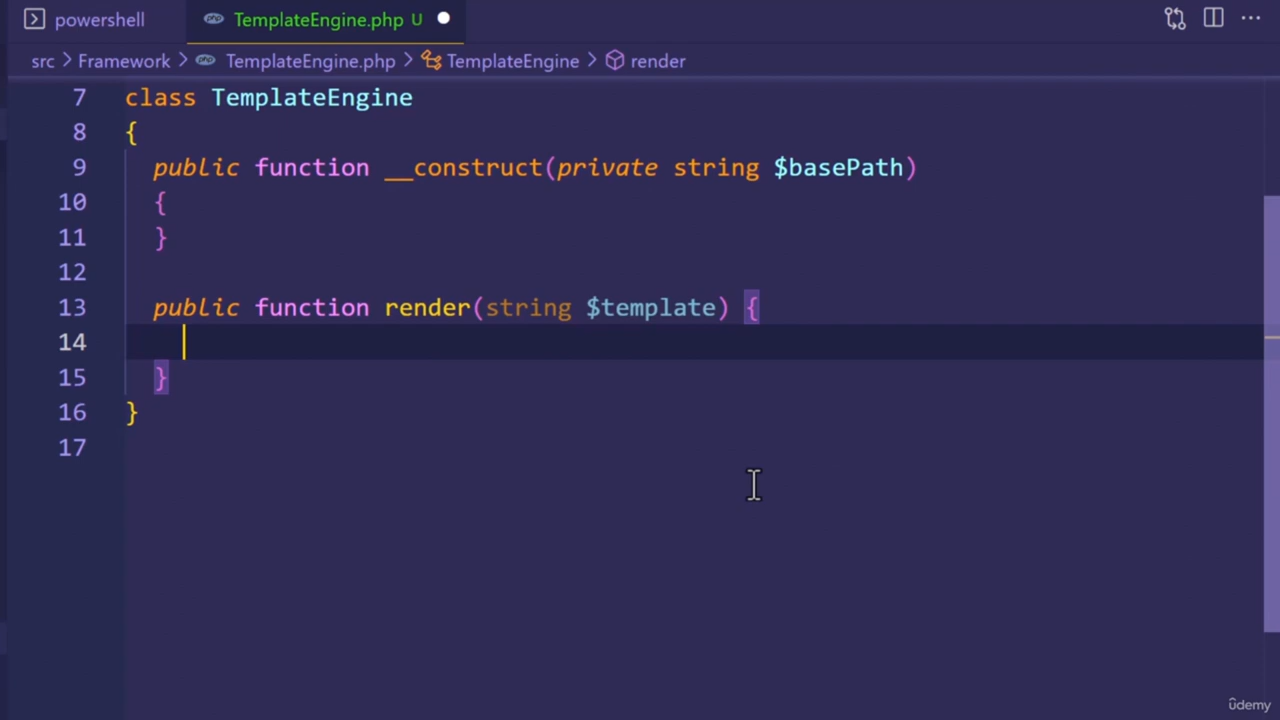 powershell
TemplateEngine.php U
src > Framework > TemplateEngine.php > TemplateEngine > render
7 class TemplateEngine
8 {
9 public function __construct(private string $basePath)
10 {
11 }
12
13 public function render(string $template) {
14
15 }
16 }
17
ûdemy